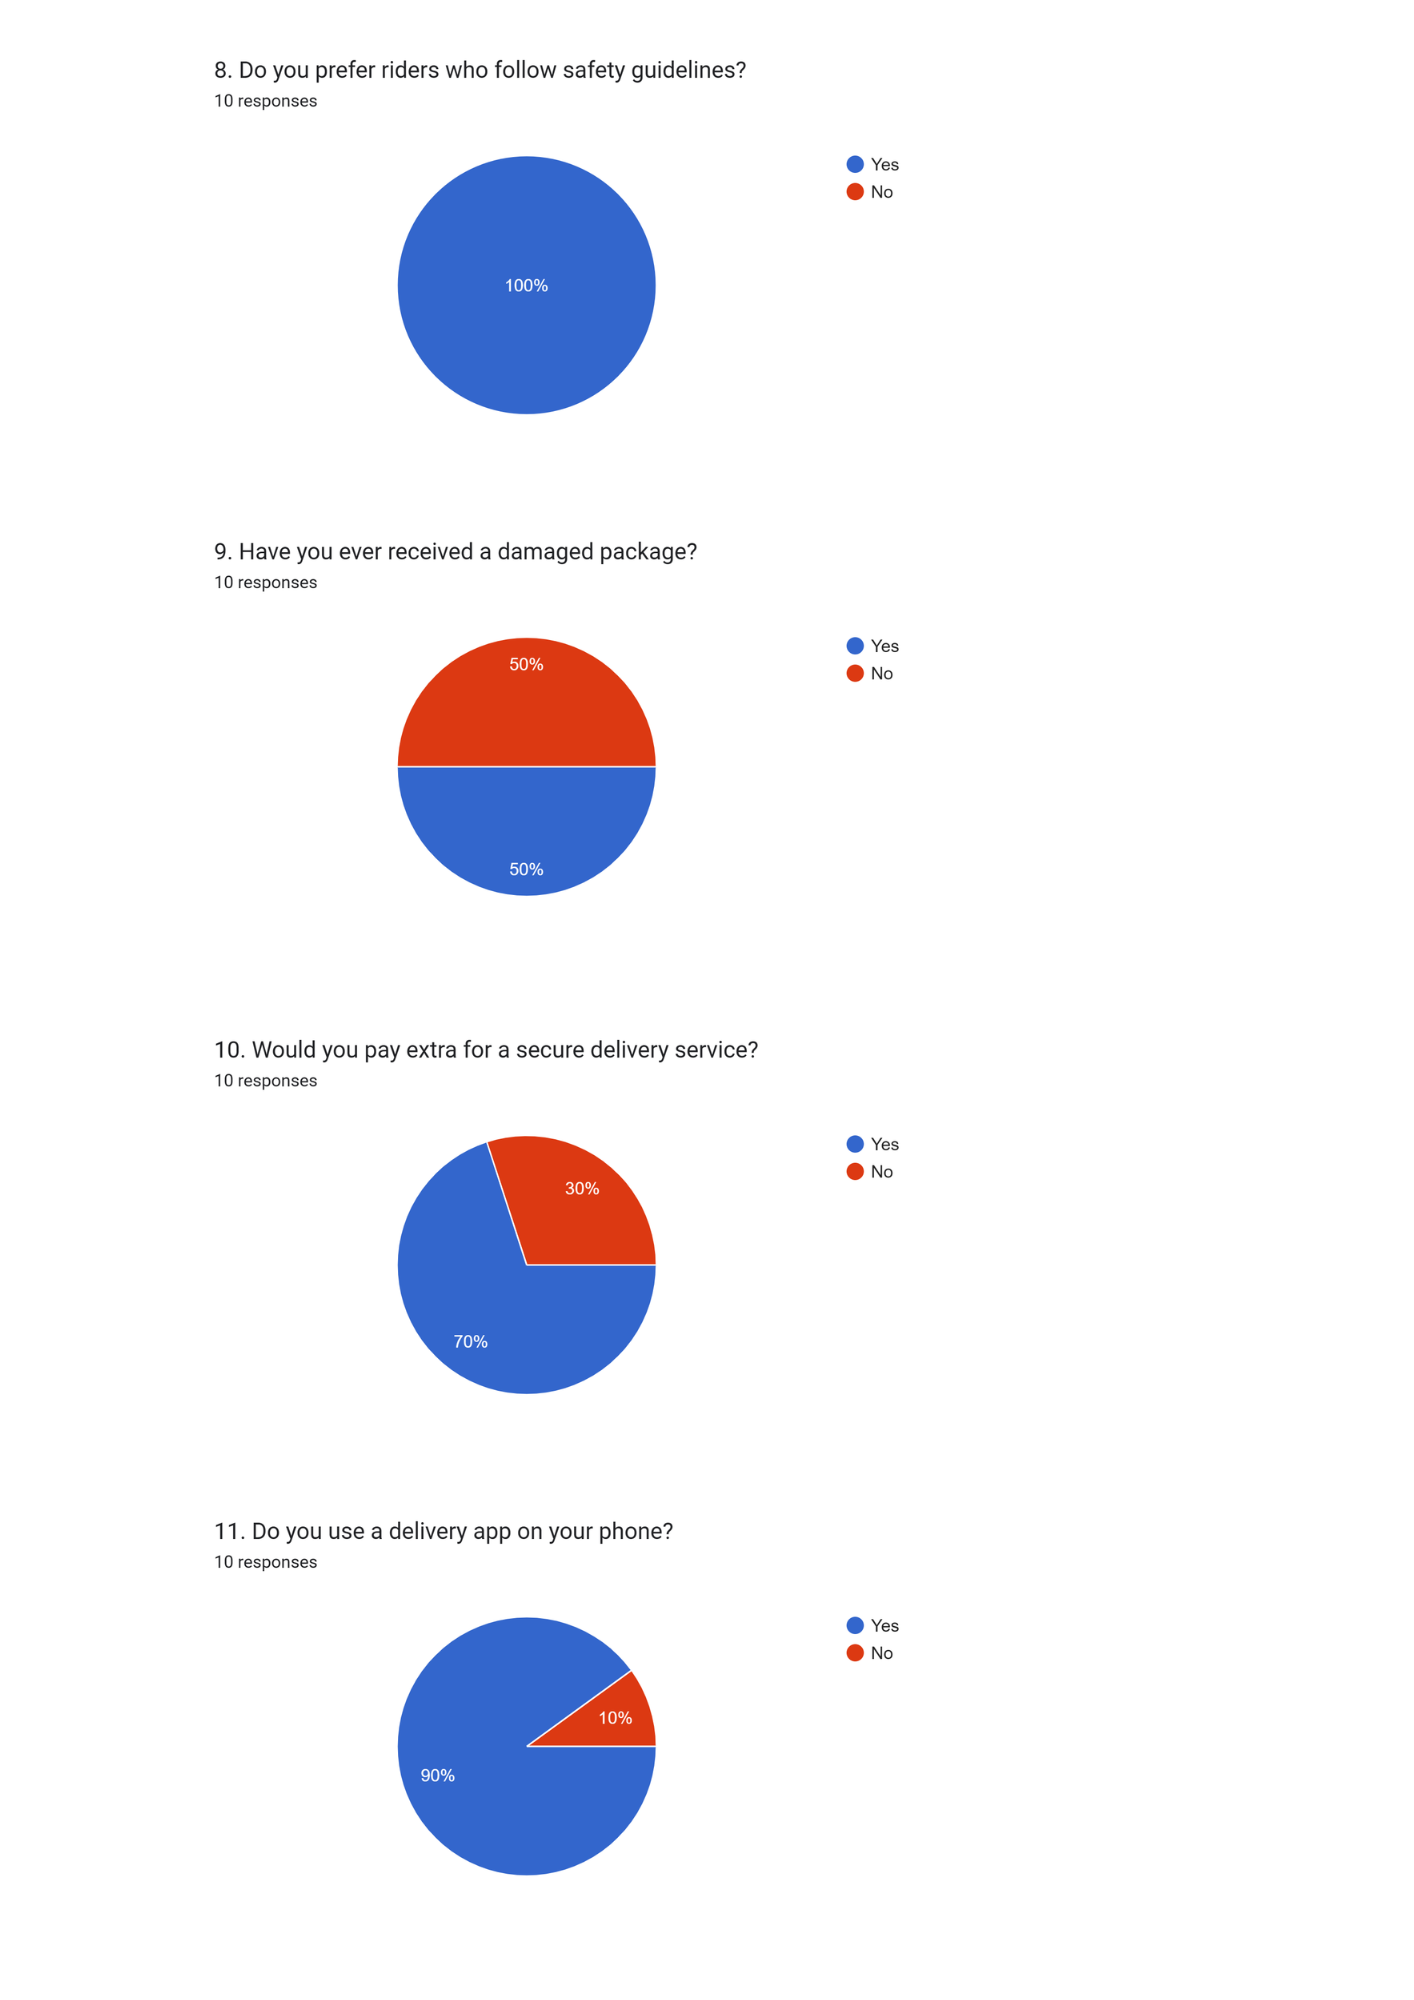 8. Do you prefer riders who follow safety guidelines?
10 responses
Yes
No
100%
9. Have you ever received a damaged package?
10 responses
Yes
No
50%
50%
10. Would you pay extra for a secure delivery service?
10 responses
Yes
No
30%
70%
11. Do you use a delivery app on your phone?
10 responses
Yes
No
10%
90%